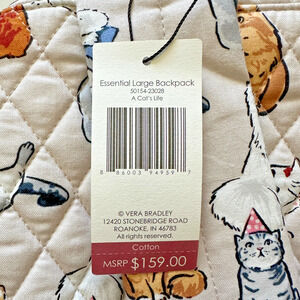 Essential Large Backpack
50154-23028
A Cat's Life
8 86003 94959 7
© VERA BRADLEY
12420 STONEBRIDGE ROAD
ROANOKE, IN 46783
All rights reserved.
Cotton
MSRP $159.00